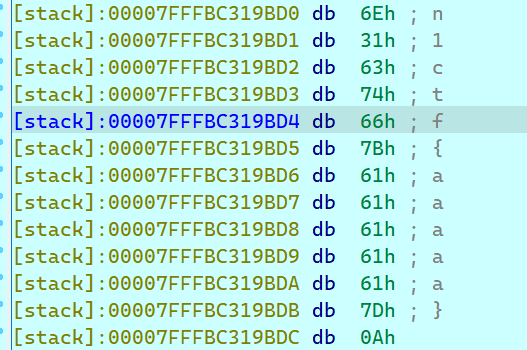 [stack]:00007FFFBC319BD0 db 6Eh ; n
[stack]:00007FFFBC319BD1 db 31h ; 1
[stack]:00007FFFBC319BD2 db 63h ; c
[stack]:00007FFFBC319BD3 db 74h ; t
[stack]:00007FFFBC319BD4 db 66h ; f
[stack]:00007FFFBC319BD5 db 7Bh ; {
[stack]:00007FFFBC319BD6 db 61h ; a
[stack]:00007FFFBC319BD7 db 61h ; a
[stack]:00007FFFBC319BD8 db 61h ; a
[stack]:00007FFFBC319BD9 db 61h ; a
[stack]:00007FFFBC319BDA db 61h ; a
[stack]:00007FFFBC319BDB db 7Dh ; }
[stack]:00007FFFBC319BDC db 0Ah